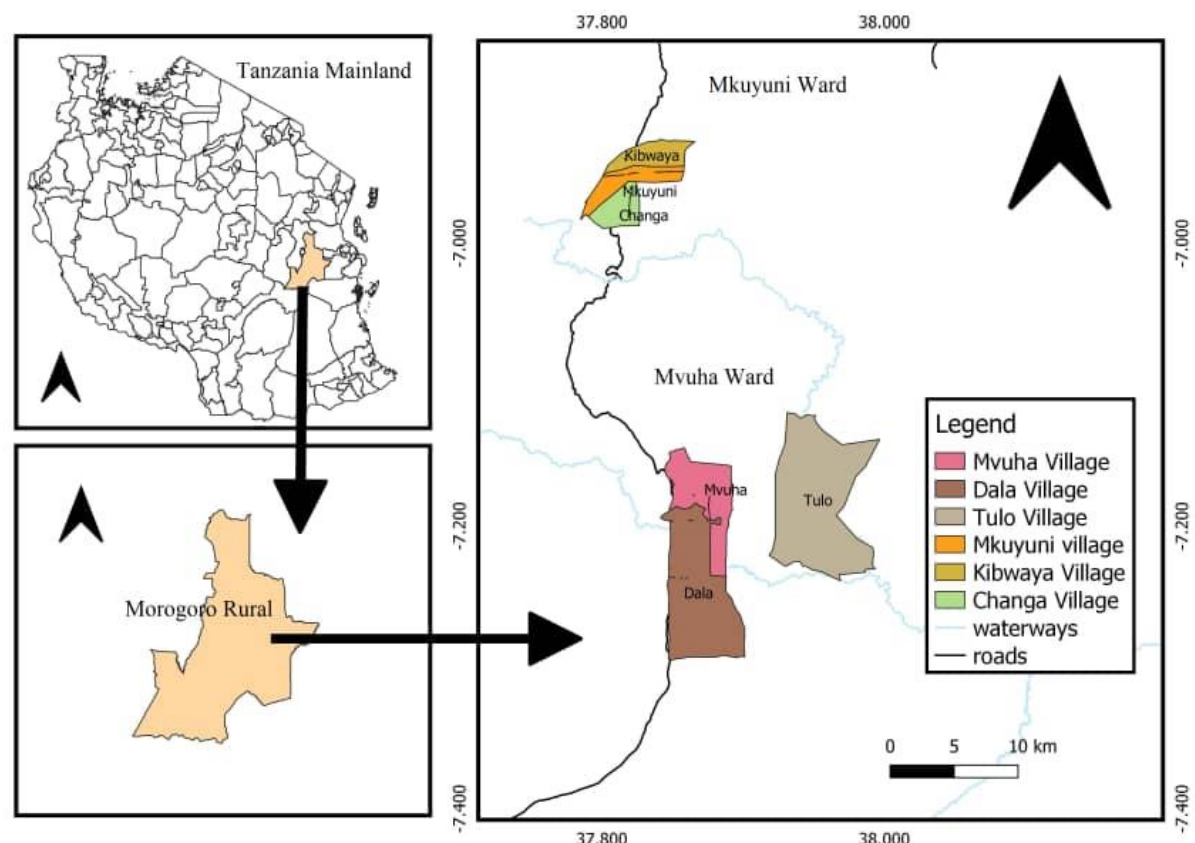 Tanzania Mainland
Morogoro Rural
37.800
38.000
Mkuyuni Ward
Kibwaya
Mkuyuni
Changa
-7.000
-7.000
Mvuha Ward
Mvuha
Tulo
Dala
-7.200
-7.200
Legend
Mvuha Village
Dala Village
Tulo Village
Mkuyuni village
Kibwaya Village
Changa Village
waterways
roads
0 5 10 km
-7.400
-7.400
37.800
38.000